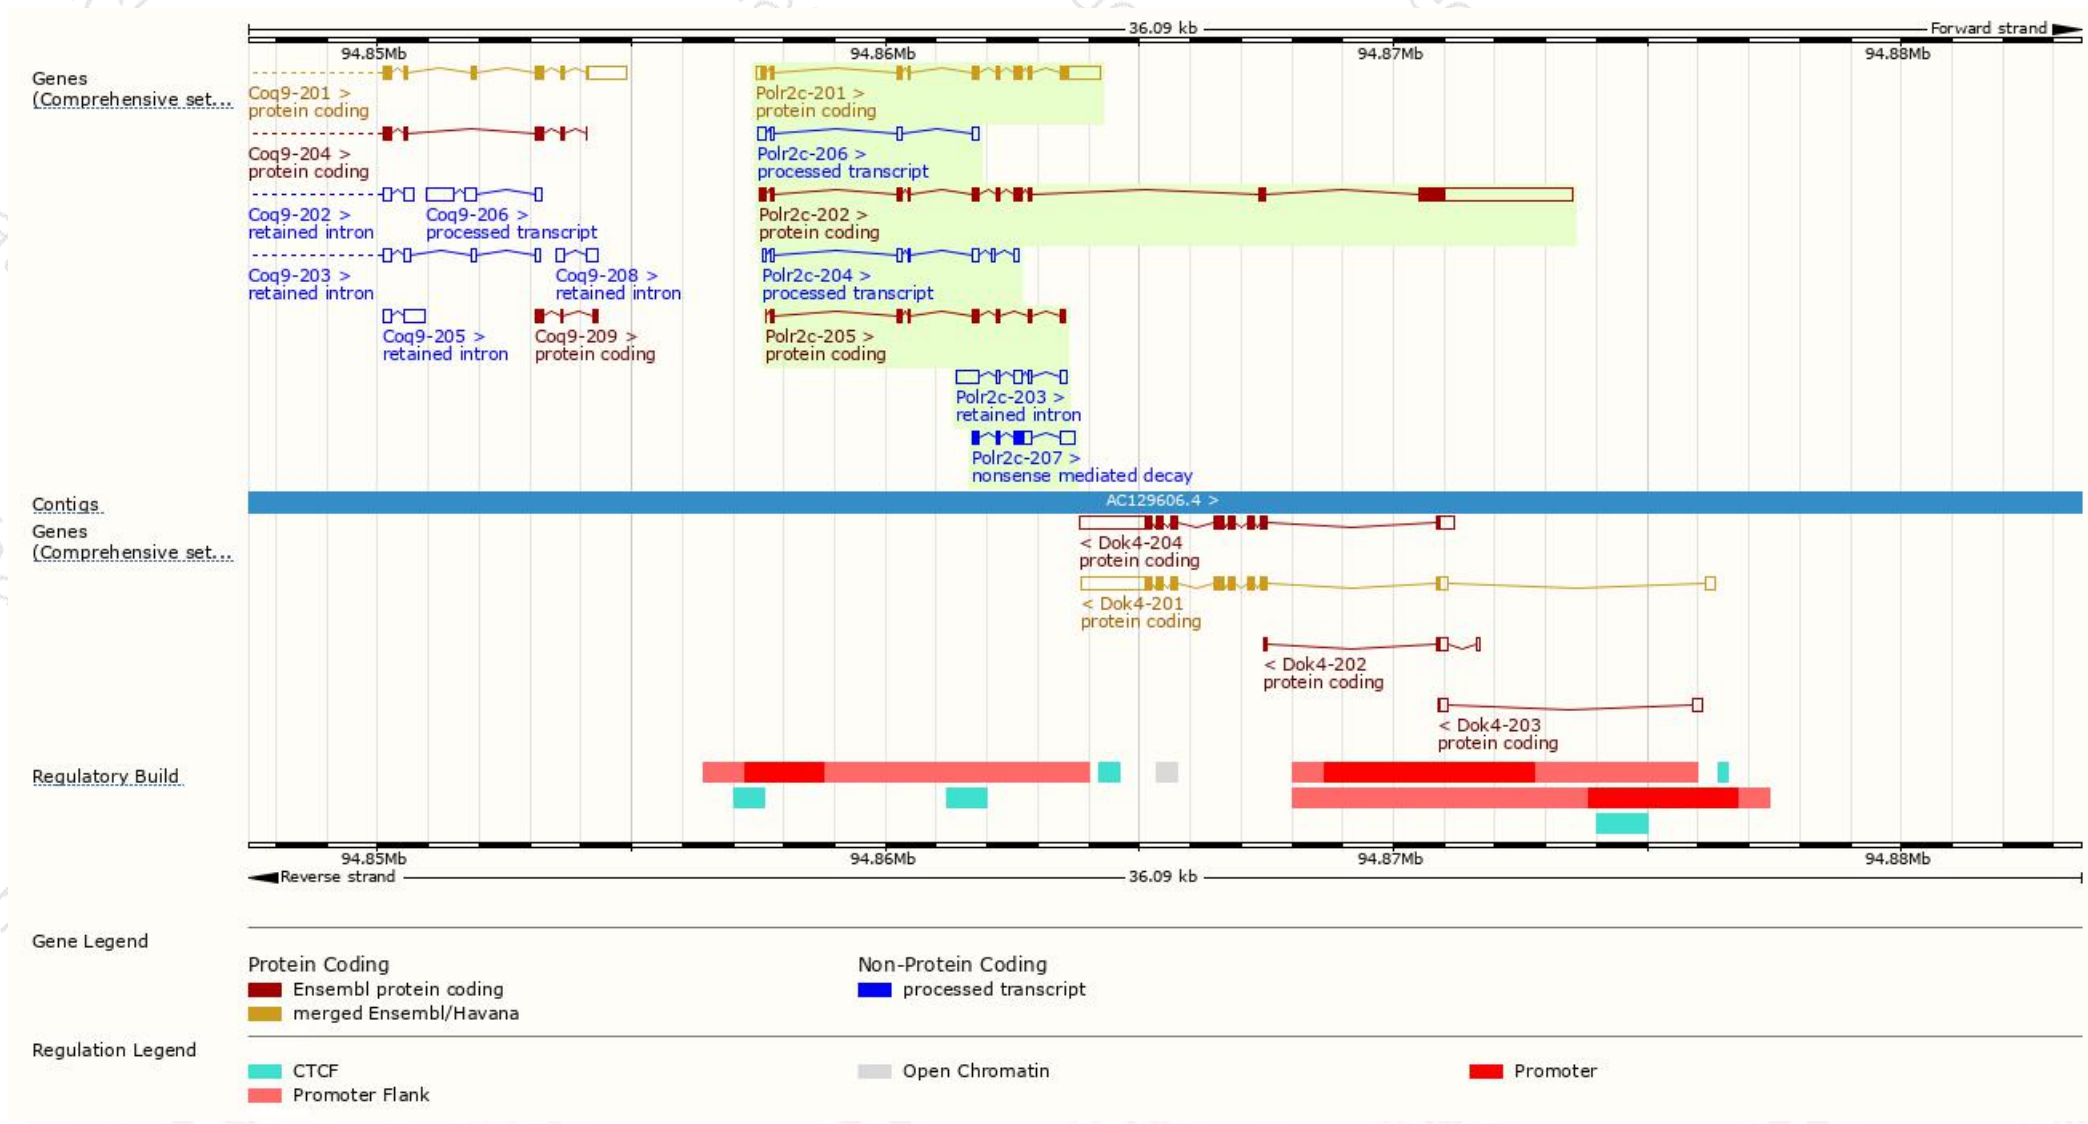 36.09 kb
Forward strand
94.85Mb 94.86Mb 94.87Mb 94.88Mb
Genes
(Comprehensive set...
Coq9-201 >
protein coding
Polr2c-201 >
protein coding
Coq9-204 >
protein coding
Polr2c-206 >
processed transcript
Coq9-202 >
retained intron
Coq9-206 >
processed transcript
Polr2c-202 >
protein coding
Coq9-203 >
retained intron
Coq9-208 >
retained intron
Polr2c-204 >
processed transcript
Coq9-205 >
retained intron
Coq9-209 >
protein coding
Polr2c-205 >
protein coding
Polr2c-203 >
retained intron
Polr2c-207 >
nonsense mediated decay
Contigs
AC129606.4 >
Genes
(Comprehensive set...
< Dok4-204
protein coding
< Dok4-201
protein coding
< Dok4-202
protein coding
< Dok4-203
protein coding
Regulatory Build
94.85Mb 94.86Mb 94.87Mb 94.88Mb
Reverse strand
36.09 kb
Gene Legend
Protein Coding
Ensembl protein coding
merged Ensembl/Havana
Non-Protein Coding
processed transcript
Regulation Legend
CTCF
Promoter Flank
Open Chromatin
Promoter